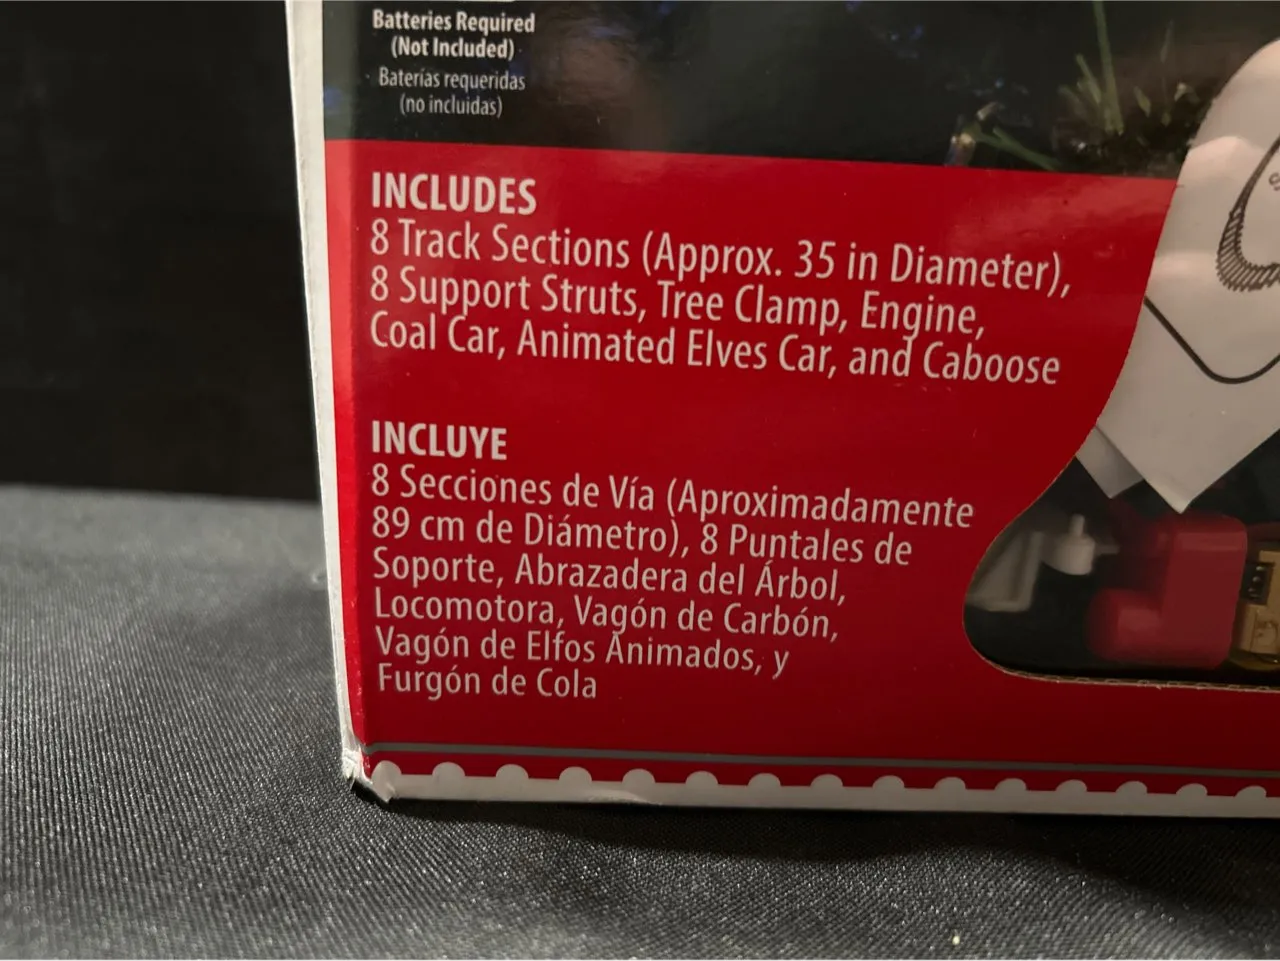 Batteries Required
(Not Included)
Baterías requeridas
(no incluidas)
INCLUDES
8 Track Sections (Approx. 35 in Diameter),
8 Support Struts, Tree Clamp, Engine,
Coal Car, Animated Elves Car, and Caboose
INCLUYE
8 Secciones de Vía (Aproximadamente
89 cm de Diámetro), 8 Puntales de
Soporte, Abrazadera del Árbol,
Locomotora, Vagón de Carbón,
Vagón de Elfos Animados, y
Furgón de Cola